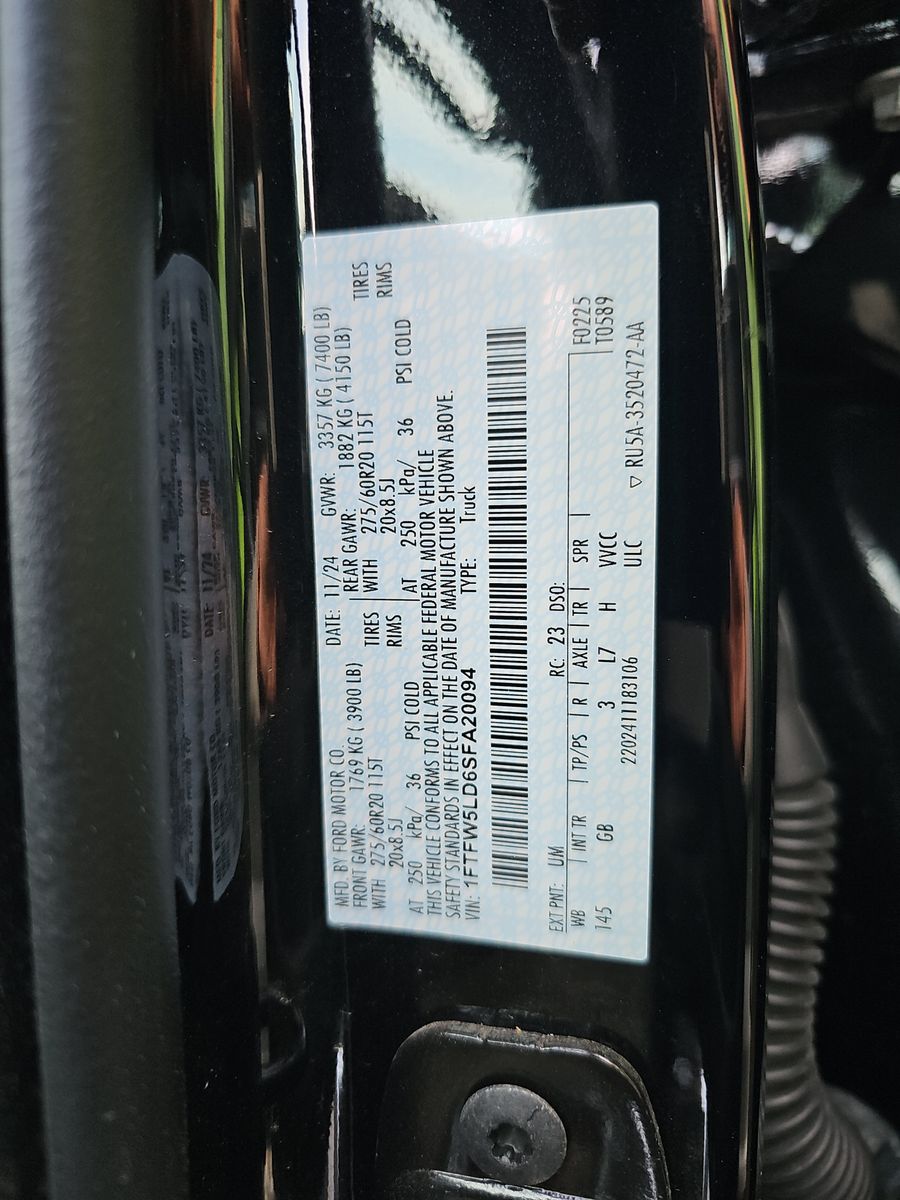 MFD. BY FORD MOTOR CO.
DATE: 11/24 GVWR: 3357 KG ( 7400 LB)
FRONT GAWR: 1769 KG ( 3900 LB)
REAR GAWR: 1882 KG ( 4150 LB)
WITH 275/60R20 115T TIRES
WITH 275/60R20 115T TIRES
20x8.5J RIMS
20x8.5J RIMS
AT 250 kPa/ 36 PSI COLD
AT 250 kPa/ 36 PSI COLD
THIS VEHICLE CONFORMS TO ALL APPLICABLE FEDERAL MOTOR VEHICLE
SAFETY STANDARDS IN EFFECT ON THE DATE OF MANUFACTURE SHOWN ABOVE.
VIN: 1FTFW5LD6SFA20094 TYPE: Truck
EXT PNT: UM RC: 23 DSO:
WB INT TR TP/PS R AXLE TR SPR F0225
145 GB 3 L7 H VVCC T0589
220241118310​6 ULC ▽ RU5A-3520472-AA